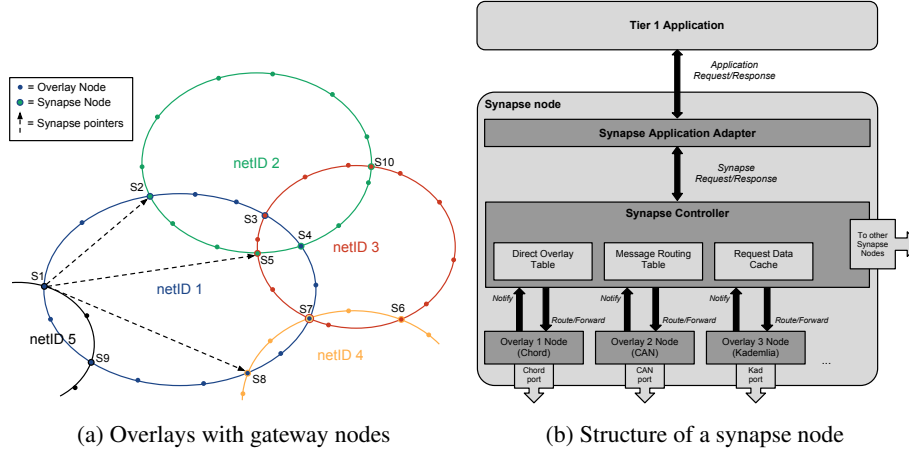 = Overlay Node
= Synapse Node
= Synapse pointers
netID 2
S10
S2
S3
S4
netID 3
S5
S1
netID 1
S7
S6
netID 5
S9
netID 4
S8
(a) Overlays with gateway nodes
Tier 1 Application
Application
Request/Response
Synapse node
Synapse Application Adapter
Synapse
Request/Response
Synapse Controller
Direct Overlay
Table
Message Routing
Table
Request Data
Cache
To other
Synapse
Nodes
Notify
Route/Forward
Notify
Route/Forward
Notify
Route/Forward
Overlay 1 Node
(Chord)
Overlay 2 Node
(CAN)
Overlay 3 Node
(Kademlia)
...
Chord
port
CAN
port
Kad
port
(b) Structure of a synapse node